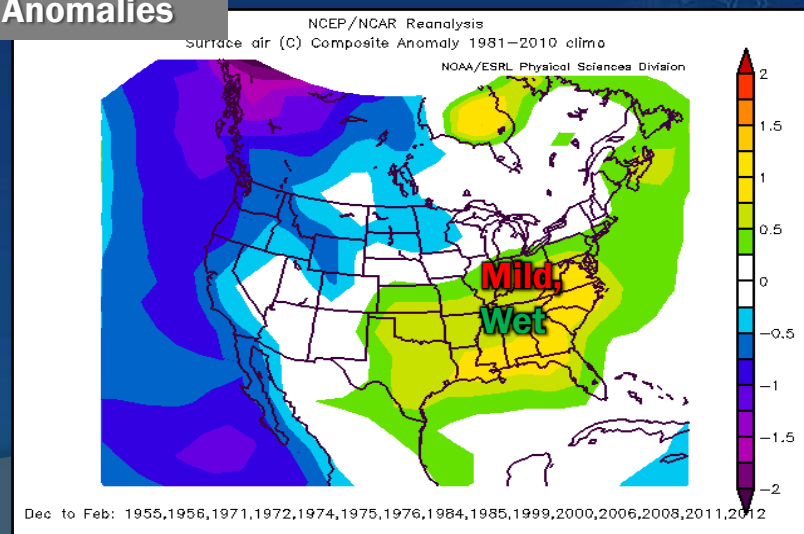 Anomalies
NCEP/NCAR Reanalysis
Surface air (C) Composite Anomaly 1981-2010 climo
NOAA/ESRL Physical Sciences Division
2
1.5
1
0.5
0
-0.5
-1
-1.5
-2
Mild,
Wet
Dec to Feb: 1955,1956,1971,1972,1974,1975,1976,1984,1985,1999,2000,2006,2008,2011,2012